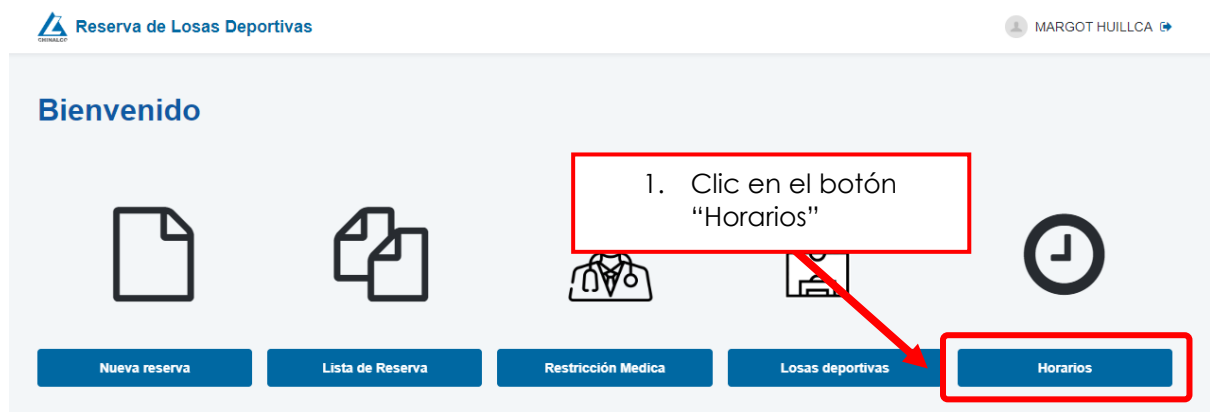 CHINALCO
Reserva de Losas Deportivas
MARGOT HUILLCA
Bienvenido
1. Clic en el botón
“Horarios”
Nueva reserva
Lista de Reserva
Restricción Medica
Losas deportivas
Horarios